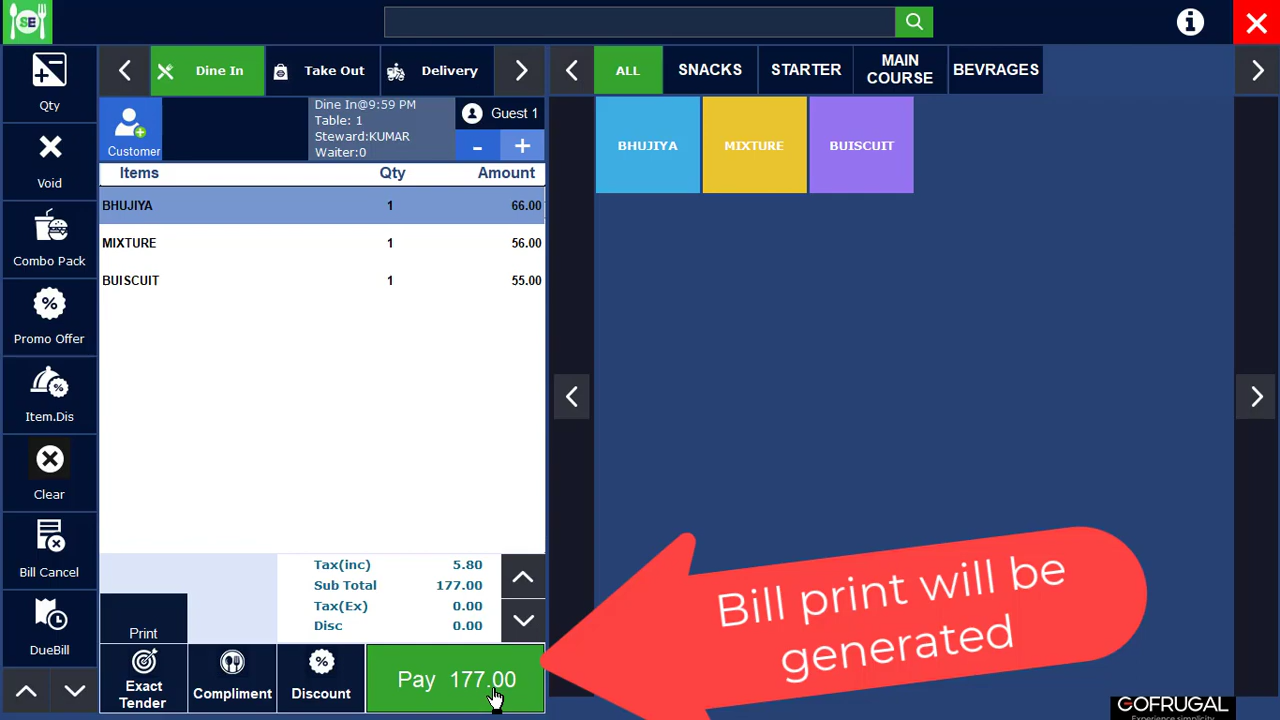 SE
Qty
Void
Combo Pack
Promo Offer
Item.Dis
Clear
Bill Cancel
DueBill
Dine In
Take Out
Delivery
Customer
Dine In@9:59 PM
Table: 1
Steward:KUMAR
Waiter:0
Guest 1
-
+
Items Qty Amount
BHUJIYA 1 66.00
MIXTURE 1 56.00
BUISCUIT 1 55.00
Tax(inc) 5.80
Sub Total 177.00
Tax(Ex) 0.00
Disc 0.00
Print
Exact
Tender
Compliment
Discount
Pay 177.00
ALL
SNACKS
STARTER
MAIN
COURSE
BEVRAGES
BHUJIYA
MIXTURE
BUISCUIT
Bill print will be
generated
GOFRUGAL
Experience simplicity